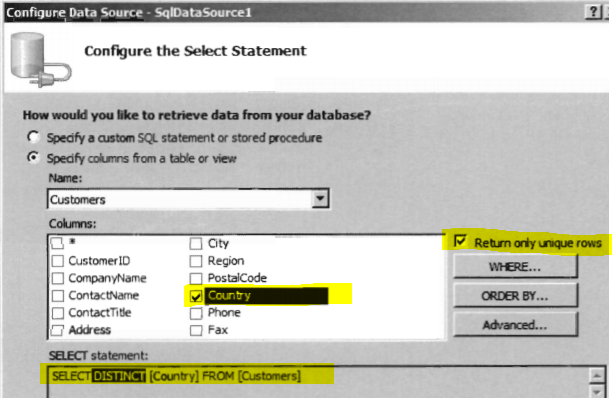 Configure Data Source - SqlDataSource1
?
Configure the Select Statement
How would you like to retrieve data from your database?
Specify a custom SQL statement or stored procedure
Specify columns from a table or view
Name:
Customers
Columns:
*
City
Return only unique rows
CustomerID
Region
WHERE...
CompanyName
PostalCode
ContactName
Country
ORDER BY...
ContactTitle
Phone
Address
Fax
Advanced...
SELECT statement:
SELECT DISTINCT [Country] FROM [Customers]